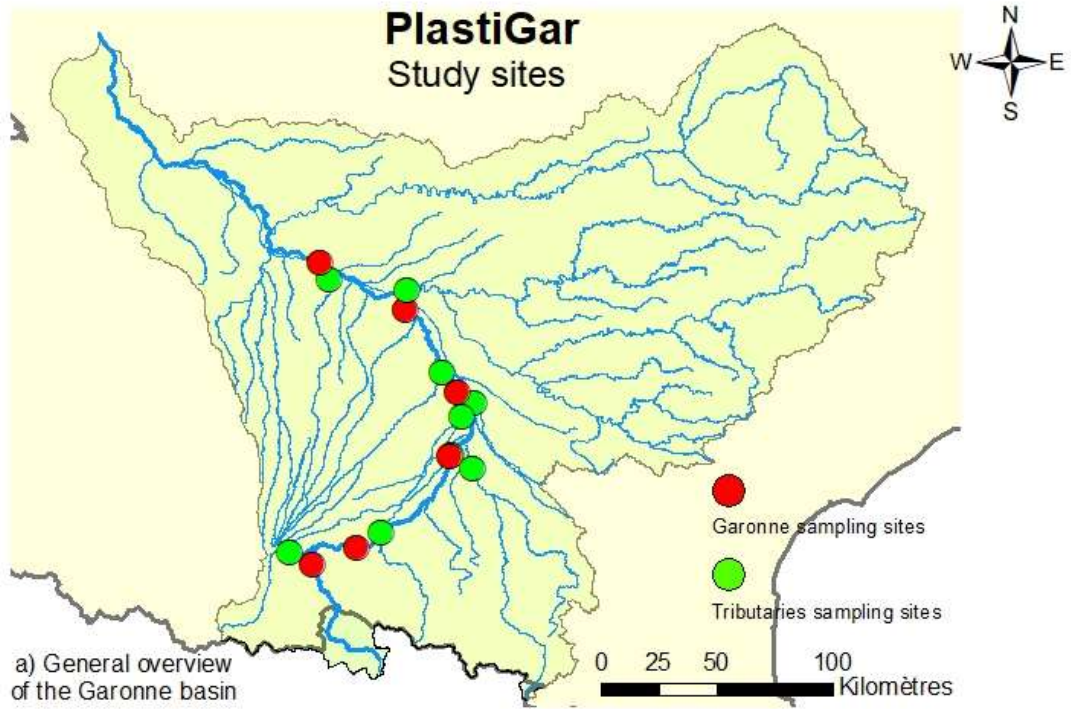 PlastiGar
Study sites
N
W E
S
Garonne sampling sites
Tributaries sampling sites
a) General overview
of the Garonne basin
0 25 50 100
Kilomètres